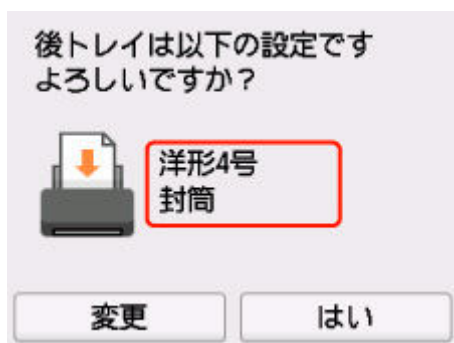 後トレイは以下の設定です
よろしいですか？
洋形4号
封筒
変更
はい